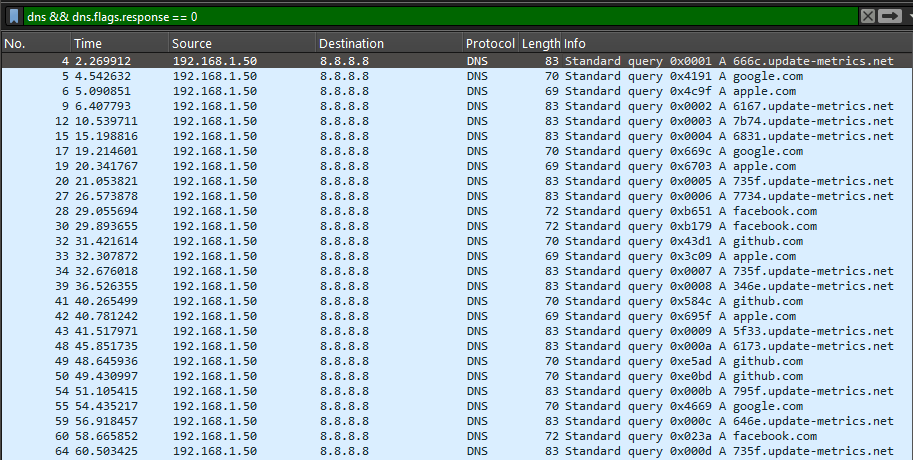 dns && dns.flags.response == 0
No. Time Source Destination Protocol Length Info
4 2.269912 192.168.1.50 8.8.8.8 DNS 83 Standard query 0x0001 A 666c.update-metrics.net
5 4.542632 192.168.1.50 8.8.8.8 DNS 70 Standard query 0x4191 A google.com
6 5.090851 192.168.1.50 8.8.8.8 DNS 69 Standard query 0x4c9f A apple.com
9 6.407793 192.168.1.50 8.8.8.8 DNS 83 Standard query 0x0002 A 6167.update-metrics.net
12 10.539711 192.168.1.50 8.8.8.8 DNS 83 Standard query 0x0003 A 7b74.update-metrics.net
15 15.198816 192.168.1.50 8.8.8.8 DNS 83 Standard query 0x0004 A 6831.update-metrics.net
17 19.214601 192.168.1.50 8.8.8.8 DNS 70 Standard query 0x669c A google.com
19 20.341767 192.168.1.50 8.8.8.8 DNS 69 Standard query 0x6703 A apple.com
20 21.053821 192.168.1.50 8.8.8.8 DNS 83 Standard query 0x0005 A 735f.update-metrics.net
27 26.573878 192.168.1.50 8.8.8.8 DNS 83 Standard query 0x0006 A 7734.update-metrics.net
28 29.055694 192.168.1.50 8.8.8.8 DNS 72 Standard query 0xb651 A facebook.com
30 29.893655 192.168.1.50 8.8.8.8 DNS 72 Standard query 0xb179 A facebook.com
32 31.421614 192.168.1.50 8.8.8.8 DNS 70 Standard query 0x43d1 A github.com
33 32.307872 192.168.1.50 8.8.8.8 DNS 69 Standard query 0x3c09 A apple.com
34 32.676018 192.168.1.50 8.8.8.8 DNS 83 Standard query 0x0007 A 735f.update-metrics.net
39 36.526355 192.168.1.50 8.8.8.8 DNS 83 Standard query 0x0008 A 346e.update-metrics.net
41 40.265499 192.168.1.50 8.8.8.8 DNS 70 Standard query 0x584c A github.com
42 40.781242 192.168.1.50 8.8.8.8 DNS 69 Standard query 0x695f A apple.com
43 41.517971 192.168.1.50 8.8.8.8 DNS 83 Standard query 0x0009 A 5f33.update-metrics.net
48 45.851735 192.168.1.50 8.8.8.8 DNS 83 Standard query 0x000a A 6173.update-metrics.net
49 48.645936 192.168.1.50 8.8.8.8 DNS 70 Standard query 0xe5ad A github.com
50 49.430997 192.168.1.50 8.8.8.8 DNS 70 Standard query 0xe0bd A github.com
54 51.105415 192.168.1.50 8.8.8.8 DNS 83 Standard query 0x000b A 795f.update-metrics.net
55 54.435217 192.168.1.50 8.8.8.8 DNS 70 Standard query 0x4669 A google.com
59 56.918457 192.168.1.50 8.8.8.8 DNS 83 Standard query 0x000c A 646e.update-metrics.net
60 58.665852 192.168.1.50 8.8.8.8 DNS 72 Standard query 0x023a A facebook.com
64 60.503425 192.168.1.50 8.8.8.8 DNS 83 Standard query 0x000d A 735f.update-metrics.net